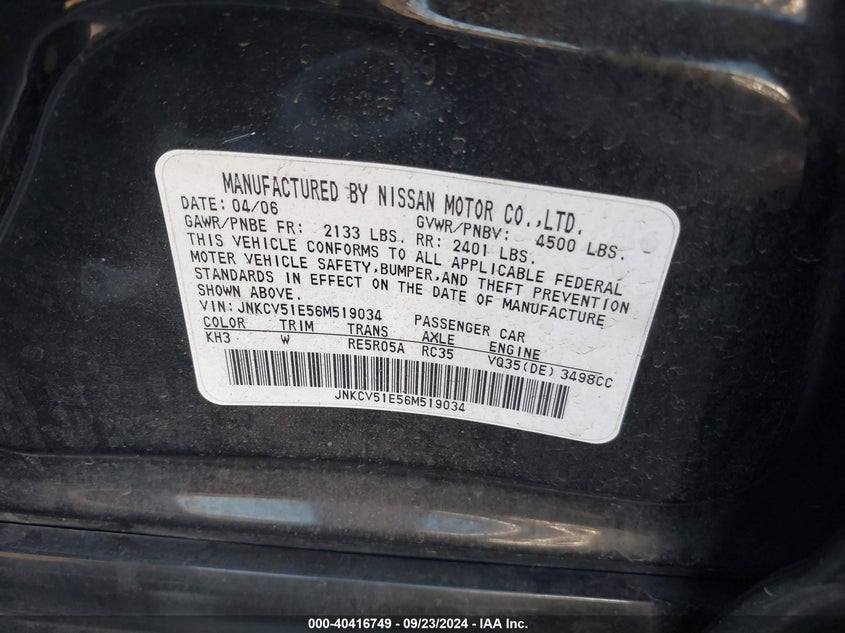 MANUFACTURED BY NISSAN MOTOR CO.,LTD.
DATE: 04/06 GVWR/PNBV: 4500 LBS.
GAWR/PNBE FR: 2133 LBS. RR: 2401 LBS.
THIS VEHICLE CONFORMS TO ALL APPLICABLE FEDERAL
MOTER VEHICLE SAFETY,BUMPER,AND THEFT PREVENTION
STANDARDS IN EFFECT ON THE DATE OF MANUFACTURE
SHOWN ABOVE.
VIN: JNKCV51E56M519034 PASSENGER CAR
COLOR TRIM TRANS AXLE ENGINE
KH3 W RE5R05A RC35 VQ35(DE) 3498CC
JNKCV51E56M519034
000-40416749 - 09/23/2024 - IAA Inc.